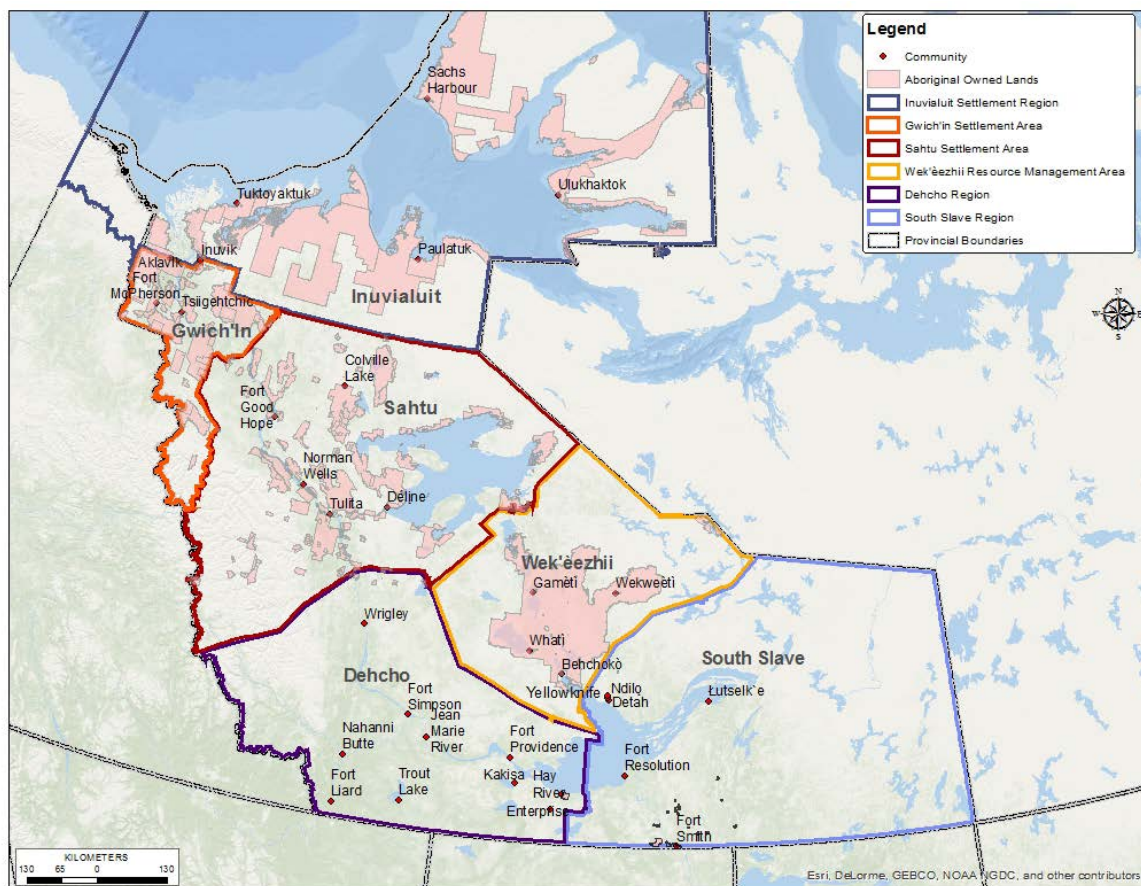 Legend
Community
Aboriginal Owned Lands
Inuvialuit Settlement Region
Gwich'in Settlement Area
Sahtu Settlement Area
Wek'èezhii Resource Management Area
Dehcho Region
South Slave Region
Provincial Boundaries
Sachs
Harbour
Ulukhaktok
Tuktoyaktuk
Inuvik
Paulatuk
Aklavik
Fort
McPherson
Tsiigehtchic
Inuvialuit
Gwich'In
N
W E
S
Colville
Lake
Fort
Good
Hope
Sahtu
Norman
Wells
Tulita
Déline
Wek'èezhii
Gamètì
Wekweetì
Wrigley
Whatì
Behchokò
South Slave
Dehcho
Yellowknife
Ndilo
Detah
Łutselk`e
Fort
Simpson
Jean
Marie
River
Nahanni
Butte
Fort
Providence
Fort
Resolution
Kakisa
Hay
River
Fort
Liard
Trout
Lake
Enterprise
Fort
Smith
KILOMETERS
130 65 0 130
Esri, DeLorme, GEBCO, NOAA NGDC, and other contributors